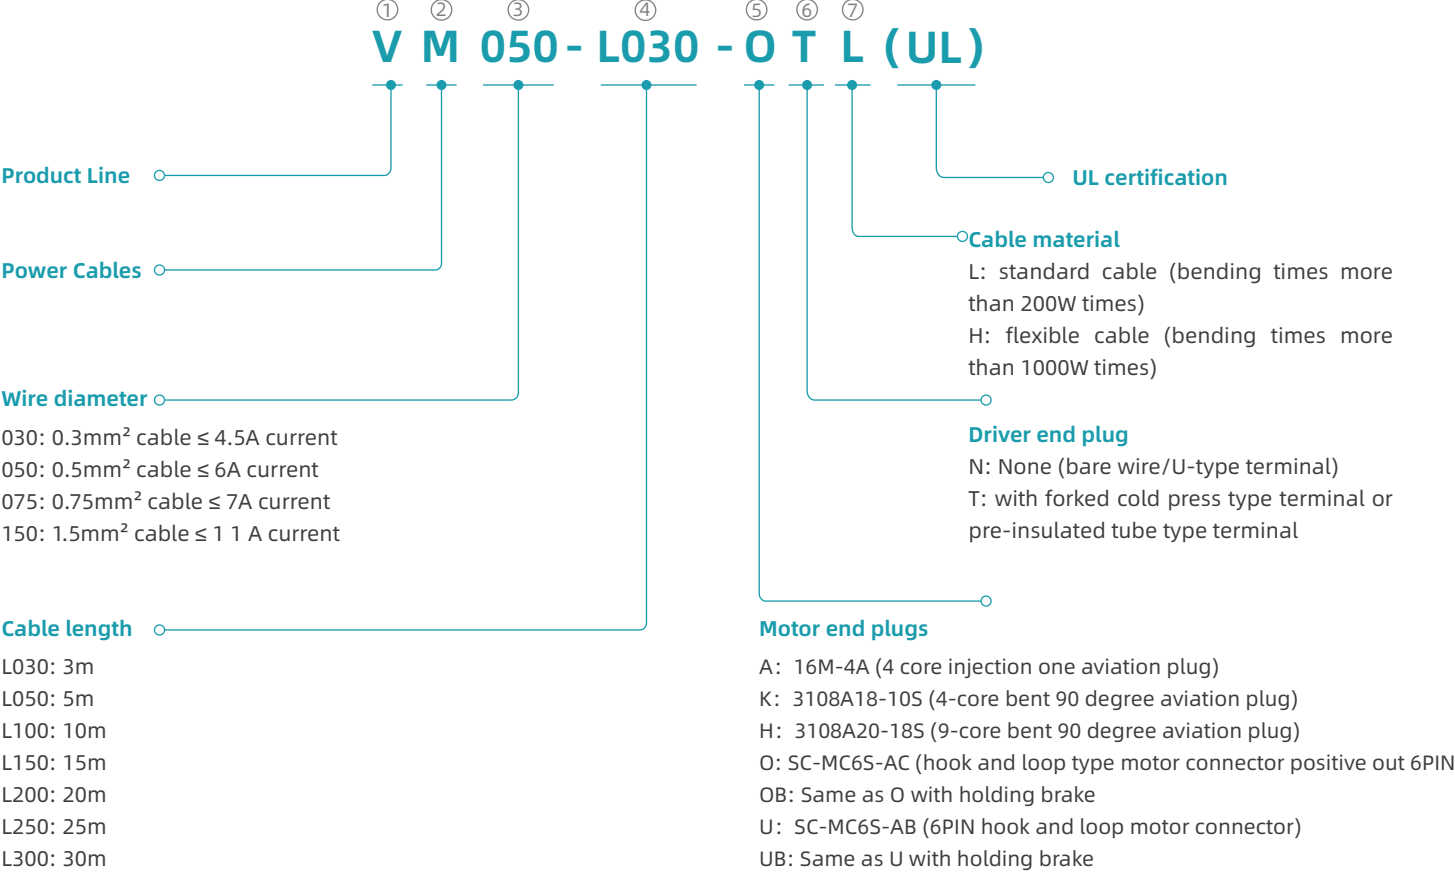 ① ② ③ ④ ⑤ ⑥ ⑦
V M 050 - L030 - O T L (UL)
Product Line
Power Cables
Wire diameter
030: 0.3mm² cable ≤ 4.5A current
050: 0.5mm² cable ≤ 6A current
075: 0.75mm² cable ≤ 7A current
150: 1.5mm² cable ≤ 1 1 A current
Cable length
L030: 3m
L050: 5m
L100: 10m
L150: 15m
L200: 20m
L250: 25m
L300: 30m
UL certification
Cable material
L: standard cable (bending times more
than 200W times)
H: flexible cable (bending times more
than 1000W times)
Driver end plug
N: None (bare wire/U-type terminal)
T: with forked cold press type terminal or
pre-insulated tube type terminal
Motor end plugs
A: 16M-4A (4 core injection one aviation plug)
K: 3108A18-10S (4-core bent 90 degree aviation plug)
H: 3108A20-18S (9-core bent 90 degree aviation plug)
O: SC-MC6S-AC (hook and loop type motor connector positive out 6PIN
OB: Same as O with holding brake
U: SC-MC6S-AB (6PIN hook and loop motor connector)
UB: Same as U with holding brake